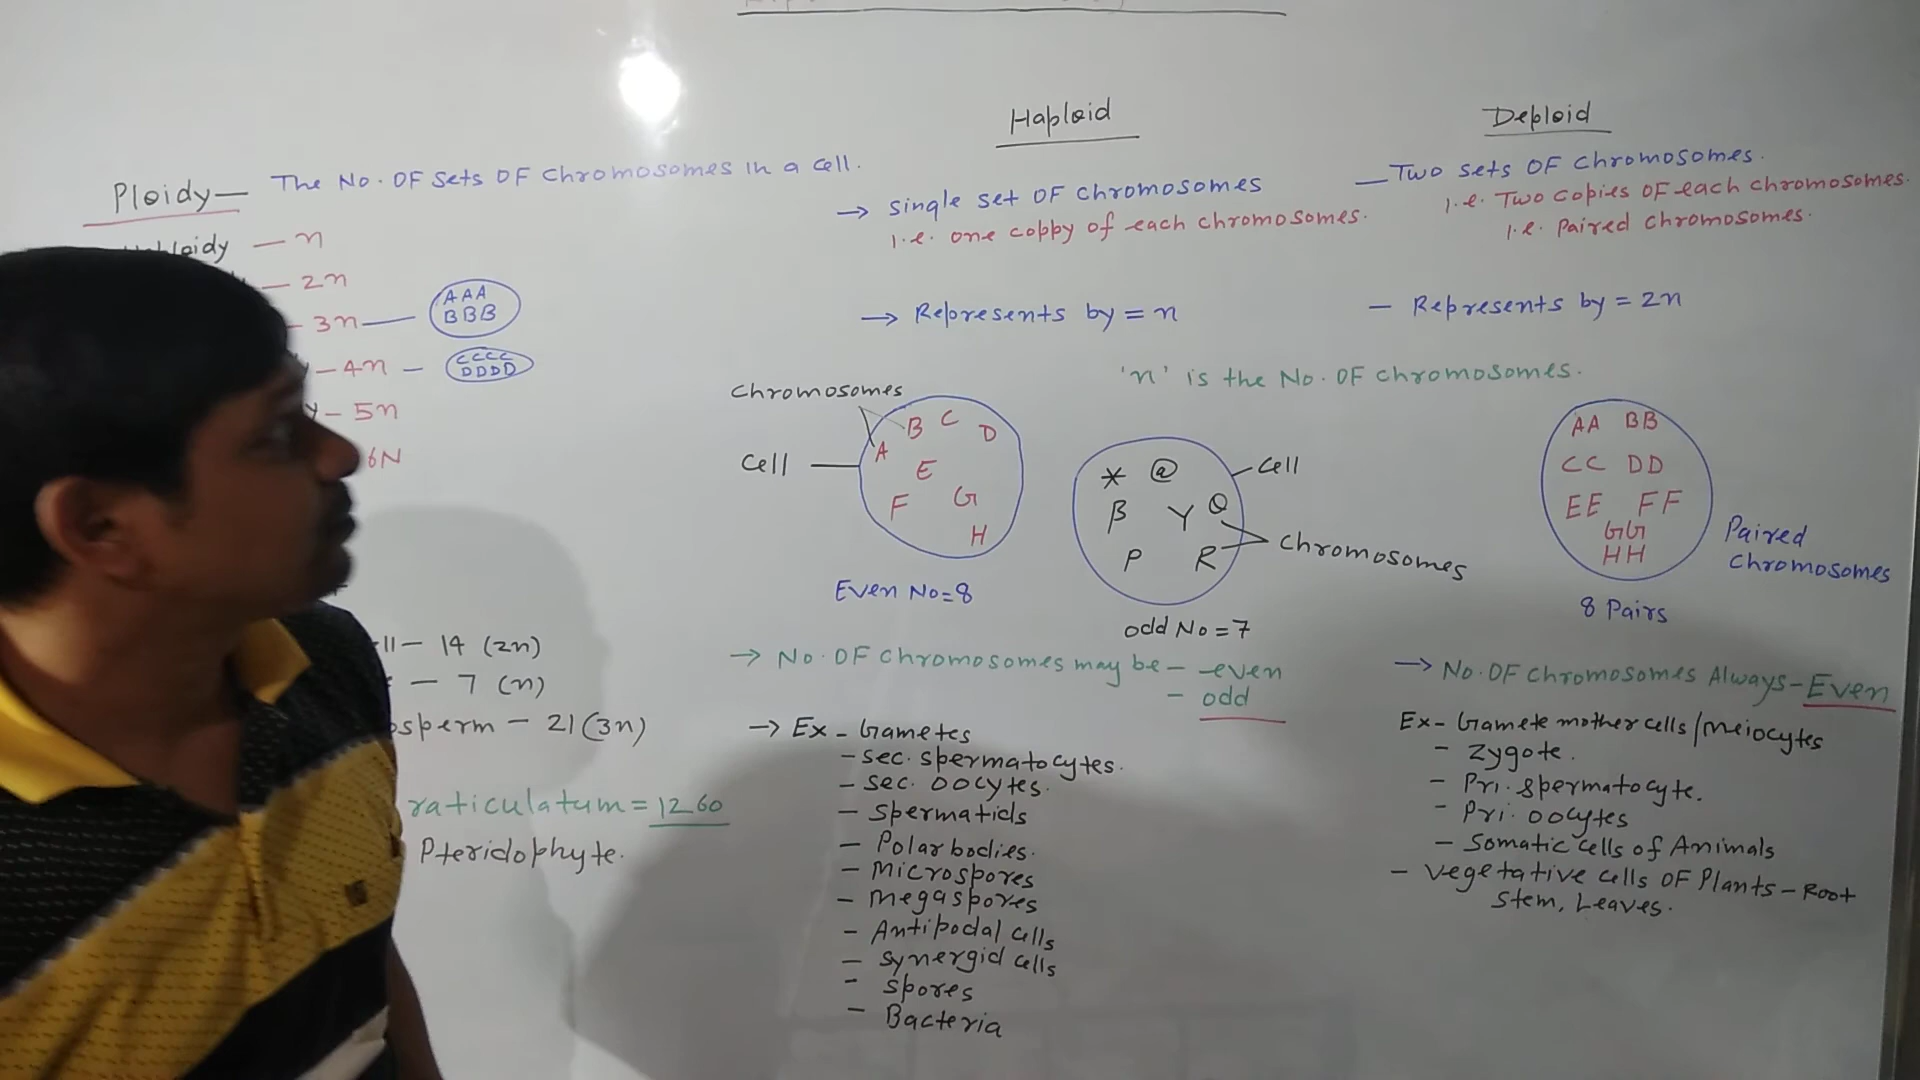 Haploid
Deploid
Ploidy— The No. OF Sets OF Chromosomes In a cell.
— n
— 2n
- 3n — AAA
BBB
- 4n — CCCC
DDDD
- 5n
6N
- 14 (2n)
— 7 (n)
sperm — 21 (3n)
raticulatum = 1260
Pteridophyte.
→ Single set OF chromosomes
I.e. one coppy of each chromosomes.
→ Represents by = n
'n' is the No. OF chromosomes.
Chromosomes
Cell
A B C D
E
F G
H
Even No = 8
* @
β Y Q
P R
Cell
Chromosomes
odd No = 7
→ No. OF chromosomes may be — even
- odd
→ Ex - Gametes
- Sec. spermatocytes.
- Sec. oocytes.
- Spermatids
- Polar bodies.
- Microspores
- Megaspores
- Antipodal cells
- Synergid cells
- Spores
- Bacteria
— Two sets OF chromosomes.
I.e. Two copies OF each chromosomes.
I.e. Paired chromosomes.
— Represents by = 2n
AA BB
CC DD
EE FF
GG
HH
Paired
Chromosomes
8 Pairs
→ No. OF chromosomes Always - Even
Ex - Gamete mother cells / Meiocytes
- Zygote.
- Pri. spermatocyte.
- Pri. oocytes
- Somatic cells of Animals
- Vegetative cells OF Plants - Root
Stem, Leaves.